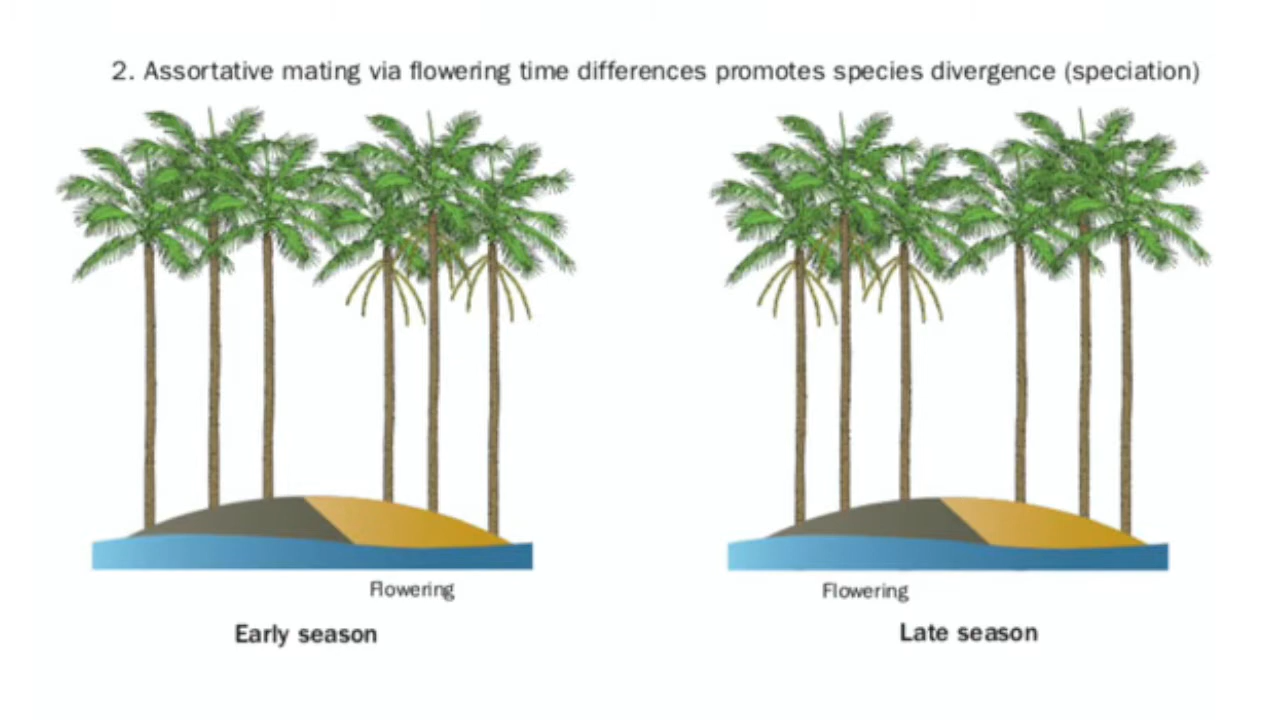 2. Assortative mating via flowering time differences promotes species divergence (speciation)
Flowering
Early season
Flowering
Late season